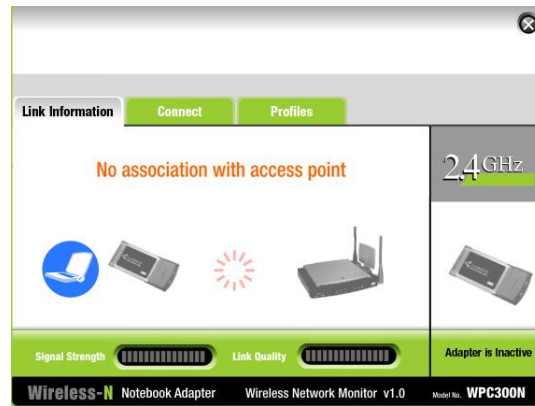 Link Information
Connect
Profiles
No association with access point
2.4GHz
Signal Strength
Link Quality
Adapter is Inactive
Wireless-N Notebook Adapter
Wireless Network Monitor v1.0
Model No. WPC300N